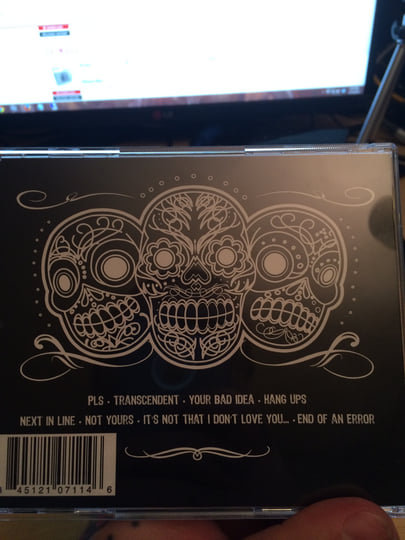 PLS · TRANSCENDENT · YOUR BAD IDEA · HANG UPS
NEXT IN LINE · NOT YOURS · IT'S NOT THAT I DON'T LOVE YOU... · END OF AN ERROR
45121 07114 6